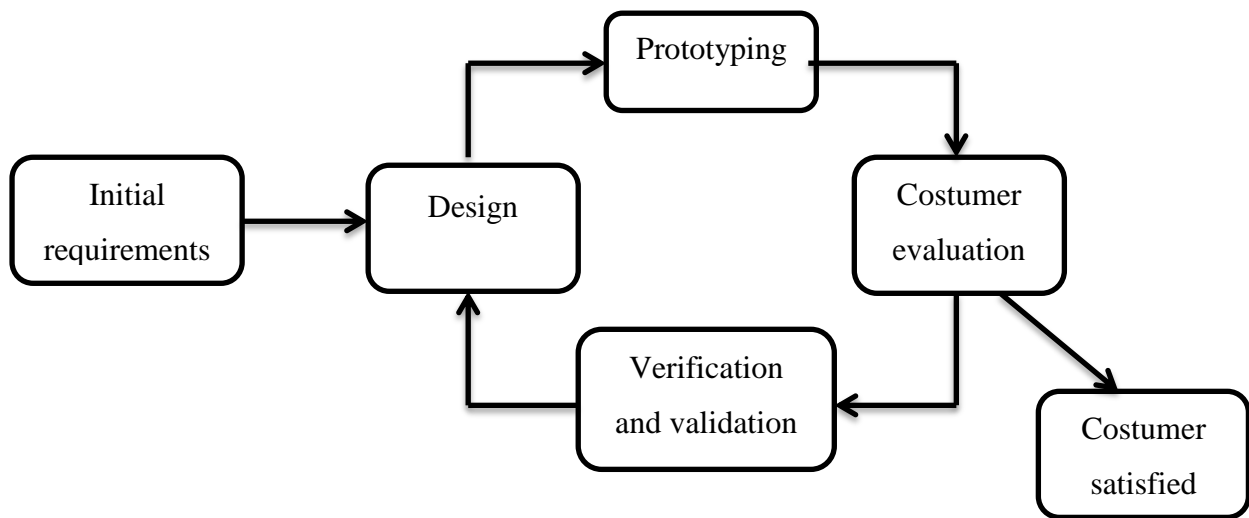 Prototyping
Initial
requirements
Design
Costumer
evaluation
Verification
and validation
Costumer
satisfied